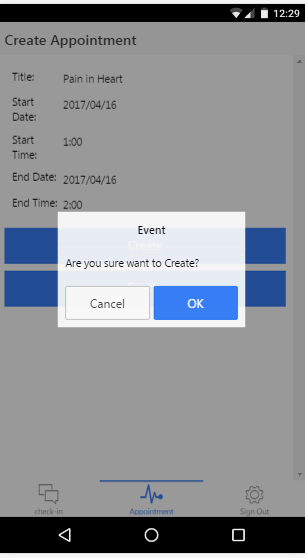 12:29
Create Appointment
Title: Pain in Heart
Start Date: 2017/04/16
Start Time: 1:00
End Date: 2017/04/16
End Time: 2:00
Create
Event
Are you sure want to Create?
Cancel OK
check-in Appointment Sign Out